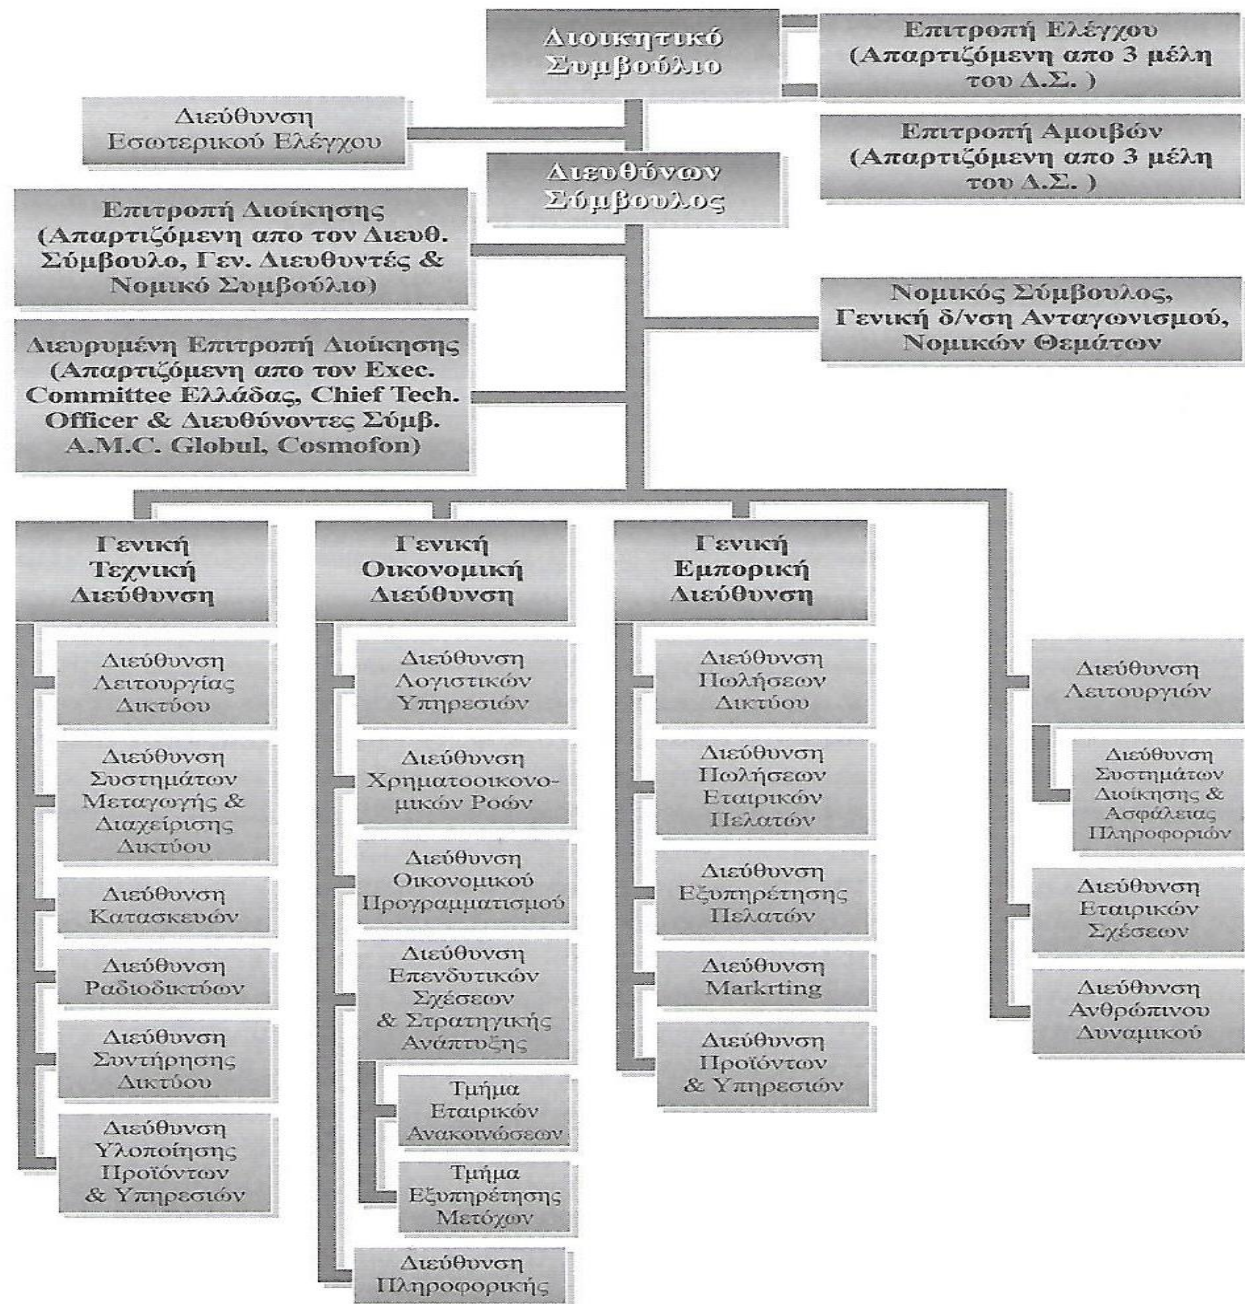 Διοικητικό
Συμβούλιο
Επιτροπή Ελέγχου
(Απαρτιζόμενη απο 3 μέλη
του Δ.Σ. )
Διεύθυνση
Εσωτερικού Ελέγχου
Επιτροπή Αμοιβών
(Απαρτιζόμενη απο 3 μέλη
του Δ.Σ. )
Διευθύνων
Σύμβουλος
Επιτροπή Διοίκησης
(Απαρτιζόμενη απο τον Διευθ.
Σύμβουλο, Γεν. Διευθυντές &
Νομικό Συμβούλιο)
Νομικός Σύμβουλος,
Γενική δ/νση Ανταγωνισμού,
Νομικών Θεμάτων
Διευρυμένη Επιτροπή Διοίκησης
(Απαρτιζόμενη απο τον Exec.
Committee Ελλάδας, Chief Tech.
Officer & Διευθύνοντες Σύμβ.
A.M.C. Globul, Cosmofon)
Γενική
Τεχνική
Διεύθυνση
Διεύθυνση
Λειτουργίας
Δικτύου
Διεύθυνση
Συστημάτων
Μεταγωγής &
Διαχείρισης
Δικτύου
Διεύθυνση
Κατασκευών
Διεύθυνση
Ραδιοδικτύων
Διεύθυνση
Συντήρησης
Δικτύου
Διεύθυνση
Υλοποίησης
Προϊόντων
& Υπηρεσιών
Γενική
Οικονομική
Διεύθυνση
Διεύθυνση
Λογιστικών
Υπηρεσιών
Διεύθυνση
Χρηματοοικονο-
μικών Ροών
Διεύθυνση
Οικονομικού
Προγραμματισμού
Διεύθυνση
Επενδυτικών
Σχέσεων
& Στρατηγικής
Ανάπτυξης
Τμήμα
Εταιρικών
Ανακοινώσεων
Τμήμα
Εξυπηρέτησης
Μετόχων
Διεύθυνση
Πληροφορικής
Γενική
Εμπορική
Διεύθυνση
Διεύθυνση
Πωλήσεων
Δικτύου
Διεύθυνση
Πωλήσεων
Εταιρικών
Πελατών
Διεύθυνση
Εξυπηρέτησης
Πελατών
Διεύθυνση
Markrting
Διεύθυνση
Προϊόντων
& Υπηρεσιών
Διεύθυνση
Λειτουργιών
Διεύθυνση
Συστημάτων
Διοίκησης &
Ασφάλειας
Πληροφοριών
Διεύθυνση
Εταιρικών
Σχέσεων
Διεύθυνση
Ανθρώπινου
Δυναμικού